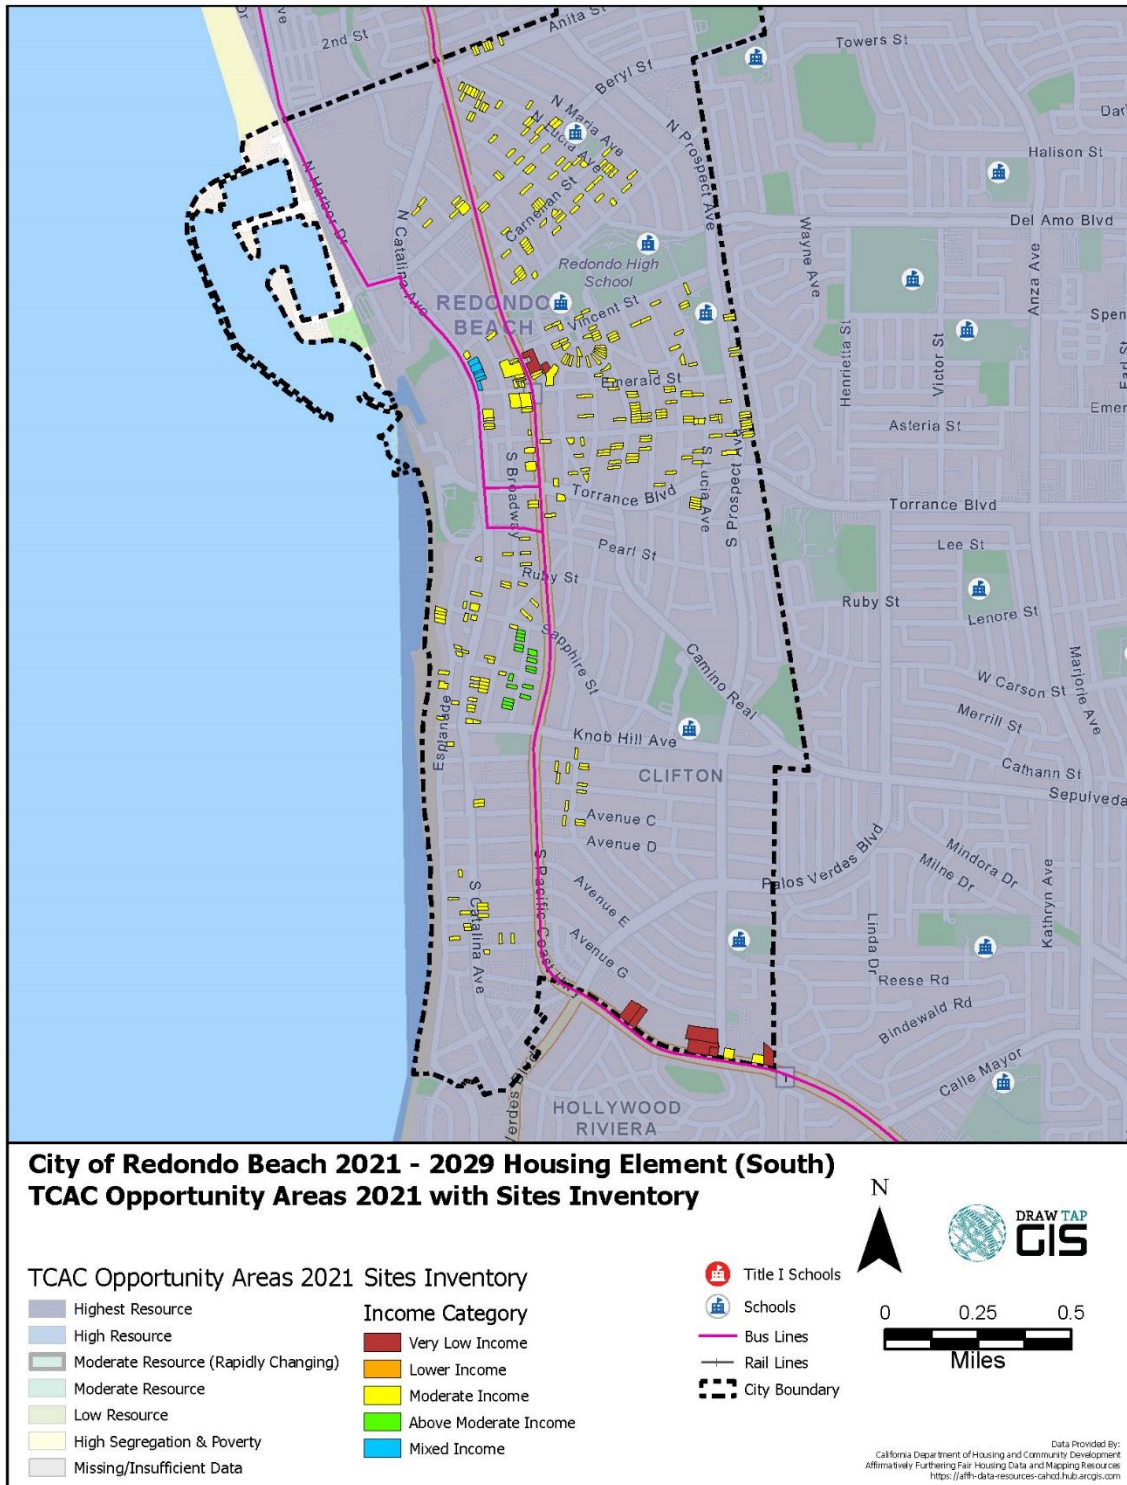 Anita St
2nd St
Dr
Towers St
Beryl St
N Maria Ave
N Lucia Ave
N Prospect Ave
Dar
Halison St
N Harbor Dr
Carnelian St
N Catalina Ave
Del Amo Blvd
Wayne Ave
Anza Ave
Redondo High
School
REDONDO
BEACH
Vincent St
Henrietta St
Victor St
Spen
Earl St
Emerald St
Emer
Asteria St
S Broadway
S Lucia Ave
S Prospect Ave
Torrance Blvd
Torrance Blvd
Pearl St
Lee St
Ruby St
Ruby St
Lenore St
Sapphire St
Camino Real
Marjorie Ave
W Carson St
Esplanade
Merrill St
Knob Hill Ave
Cathann St
CLIFTON
Sepulveda
Avenue C
Avenue D
Palos Verdes Blvd
Mindora Dr
Milne Dr
Kathryn Ave
S Pacific Coast
Avenue E
S Catalina Ave
Avenue G
Linda Dr
Reese Rd
Bindewald Rd
Calle Mayor
Verdes Blvd
HOLLYWOOD
RIVIERA
City of Redondo Beach 2021 - 2029 Housing Element (South)
TCAC Opportunity Areas 2021 with Sites Inventory
N
DRAW TAP
GIS
TCAC Opportunity Areas 2021
Highest Resource
High Resource
Moderate Resource (Rapidly Changing)
Moderate Resource
Low Resource
High Segregation & Poverty
Missing/Insufficient Data
Sites Inventory
Income Category
Very Low Income
Lower Income
Moderate Income
Above Moderate Income
Mixed Income
Title I Schools
Schools
Bus Lines
Rail Lines
City Boundary
0 0.25 0.5
Miles
Data Provided By:
California Department of Housing and Community Development
Affirmatively Furthering Fair Housing Data and Mapping Resources
https://affh-data-resources-cahcd.hub.arcgis.com